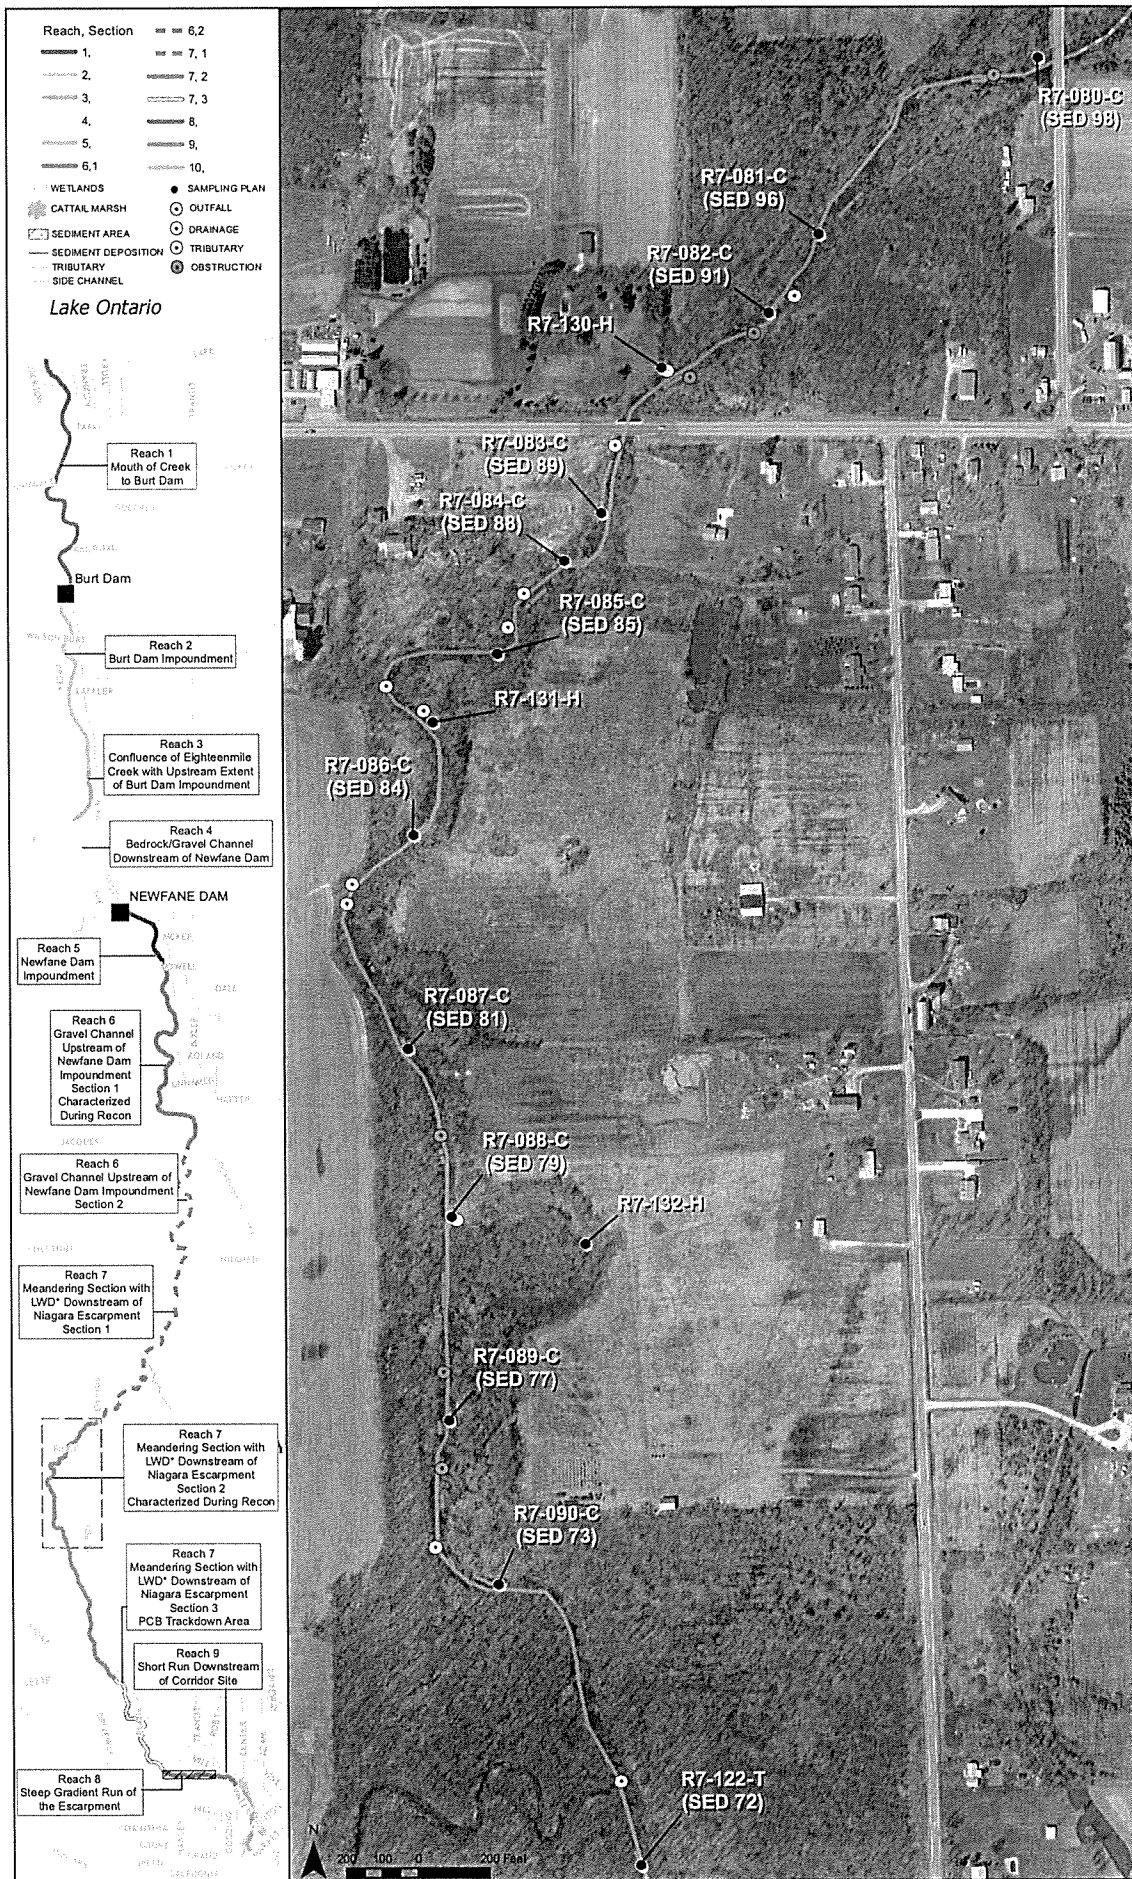 Reach, Section
1,
2,
3,
4,
5,
6,1
6,2
7, 1
7, 2
7, 3
8,
9,
10,
WETLANDS
CATTAIL MARSH
SEDIMENT AREA
SEDIMENT DEPOSITION
TRIBUTARY
SIDE CHANNEL
SAMPLING PLAN
OUTFALL
DRAINAGE
TRIBUTARY
OBSTRUCTION
Lake Ontario
Reach 1
Mouth of Creek
to Burt Dam
Burt Dam
Reach 2
Burt Dam Impoundment
Reach 3
Confluence of Eighteenmile
Creek with Upstream Extent
of Burt Dam Impoundment
Reach 4
Bedrock/Gravel Channel
Downstream of Newfane Dam
NEWFANE DAM
Reach 5
Newfane Dam
Impoundment
Reach 6
Gravel Channel
Upstream of
Newfane Dam
Impoundment
Section 1
Characterized
During Recon
JACQUES
Reach 6
Gravel Channel Upstream of
Newfane Dam Impoundment
Section 2
Reach 7
Meandering Section with
LWD* Downstream of
Niagara Escarpment
Section 1
Reach 7
Meandering Section with
LWD* Downstream of
Niagara Escarpment
Section 2
Characterized During Recon
Reach 7
Meandering Section with
LWD* Downstream of
Niagara Escarpment
Section 3
PCB Trackdown Area
Reach 9
Short Run Downstream
of Corridor Site
Reach 8
Steep Gradient Run of
the Escarpment
R7-080-C
(SED 98)
R7-081-C
(SED 96)
R7-082-C
(SED 91)
R7-130-H
R7-083-C
(SED 89)
R7-084-C
(SED 88)
R7-085-C
(SED 85)
R7-131-H
R7-086-C
(SED 84)
R7-087-C
(SED 81)
R7-088-C
(SED 79)
R7-132-H
R7-089-C
(SED 77)
R7-090-C
(SED 73)
R7-122-T
(SED 72)
N
200 100 0 200 Feet